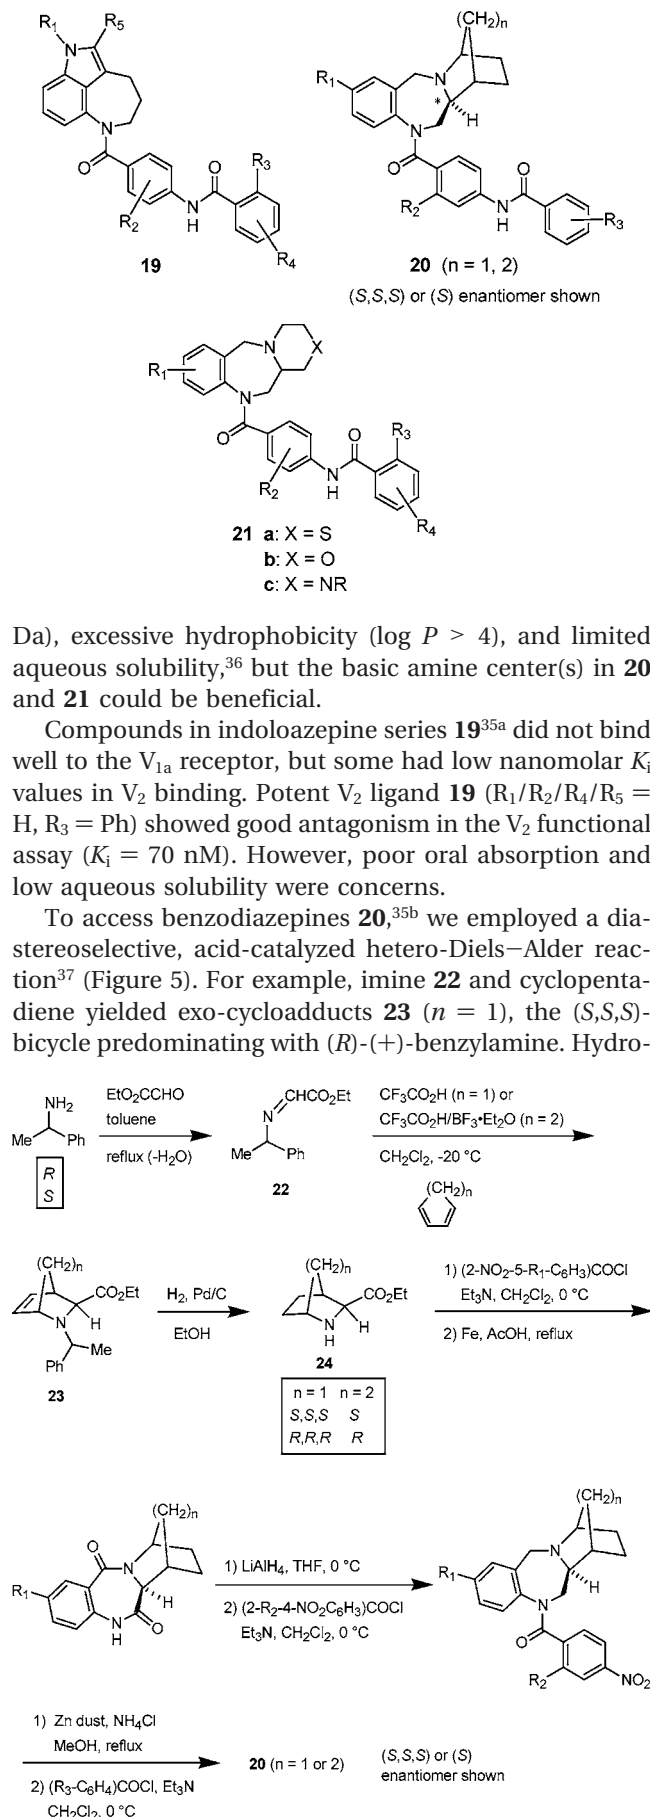 R1
R5
N
N
O
R2
N
H
O
R3
R4
19
(CH2)n
R1
N
*
H
N
O
R2
NH
O
R3
20 (n = 1, 2)
(S,S,S) or (S) enantiomer shown
R1
N
X
N
O
R2
N
H
O
R3
R4
21 a: X = S
b: X = O
c: X = NR
Da), excessive hydrophobicity (log P > 4), and limited
aqueous solubility,36 but the basic amine center(s) in 20
and 21 could be beneficial.
Compounds in indoloazepine series 1935a did not bind
well to the V1a receptor, but some had low nanomolar Ki
values in V2 binding. Potent V2 ligand 19 (R1/R2/R4/R5 =
H, R3 = Ph) showed good antagonism in the V2 functional
assay (Ki = 70 nM). However, poor oral absorption and
low aqueous solubility were concerns.
To access benzodiazepines 20,35b we employed a dia-
stereoselective, acid-catalyzed hetero-Diels−Alder reac-
tion37 (Figure 5). For example, imine 22 and cyclopenta-
diene yielded exo-cycloadducts 23 (n = 1), the (S,S,S)-
bicycle predominating with (R)-(+)-benzylamine. Hydro-
NH2
Me
Ph
R
S
EtO2CCHO
toluene
reflux (-H2O)
CHCO2Et
N
Me
Ph
22
CF3CO2H (n = 1) or
CF3CO2H/BF3•Et2O (n = 2)
CH2Cl2, -20 °C
(CH2)n
(CH2)n
CO2Et
N
H
Me
Ph
23
H2, Pd/C
EtOH
(CH2)n
CO2Et
N
H
H
24
n = 1 n = 2
S,S,S S
R,R,R R
1) (2-NO2-5-R1-C6H3)COCl
Et3N, CH2Cl2, 0 °C
2) Fe, AcOH, reflux
(CH2)n
O
N
R1
H
NH
O
1) LiAlH4, THF, 0 °C
2) (2-R2-4-NO2C6H3)COCl
Et3N, CH2Cl2, 0 °C
(CH2)n
N
R1
H
N
O
R2
NO2
1) Zn dust, NH4Cl
MeOH, reflux
2) (R3-C6H4)COCl, Et3N
CH2Cl2, 0 °C
20 (n = 1 or 2)
(S,S,S) or (S)
enantiomer shown